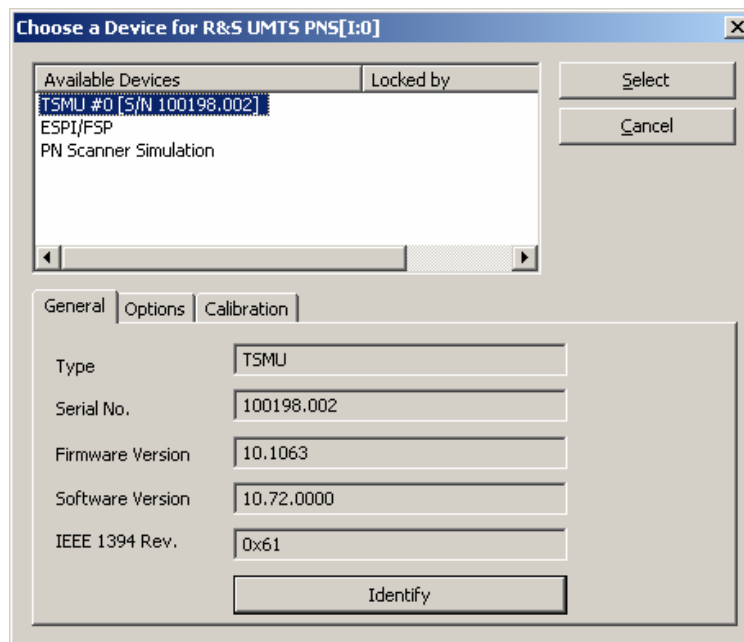 Choose a Device for R&S UMTS PNS[I:0]
Available Devices Locked by
TSMU #0 [S/N 100198.002]
ESPI/FSP
PN Scanner Simulation
Select
Cancel
General Options Calibration
Type TSMU
Serial No. 100198.002
Firmware Version 10.1063
Software Version 10.72.0000
IEEE 1394 Rev. 0x61
Identify